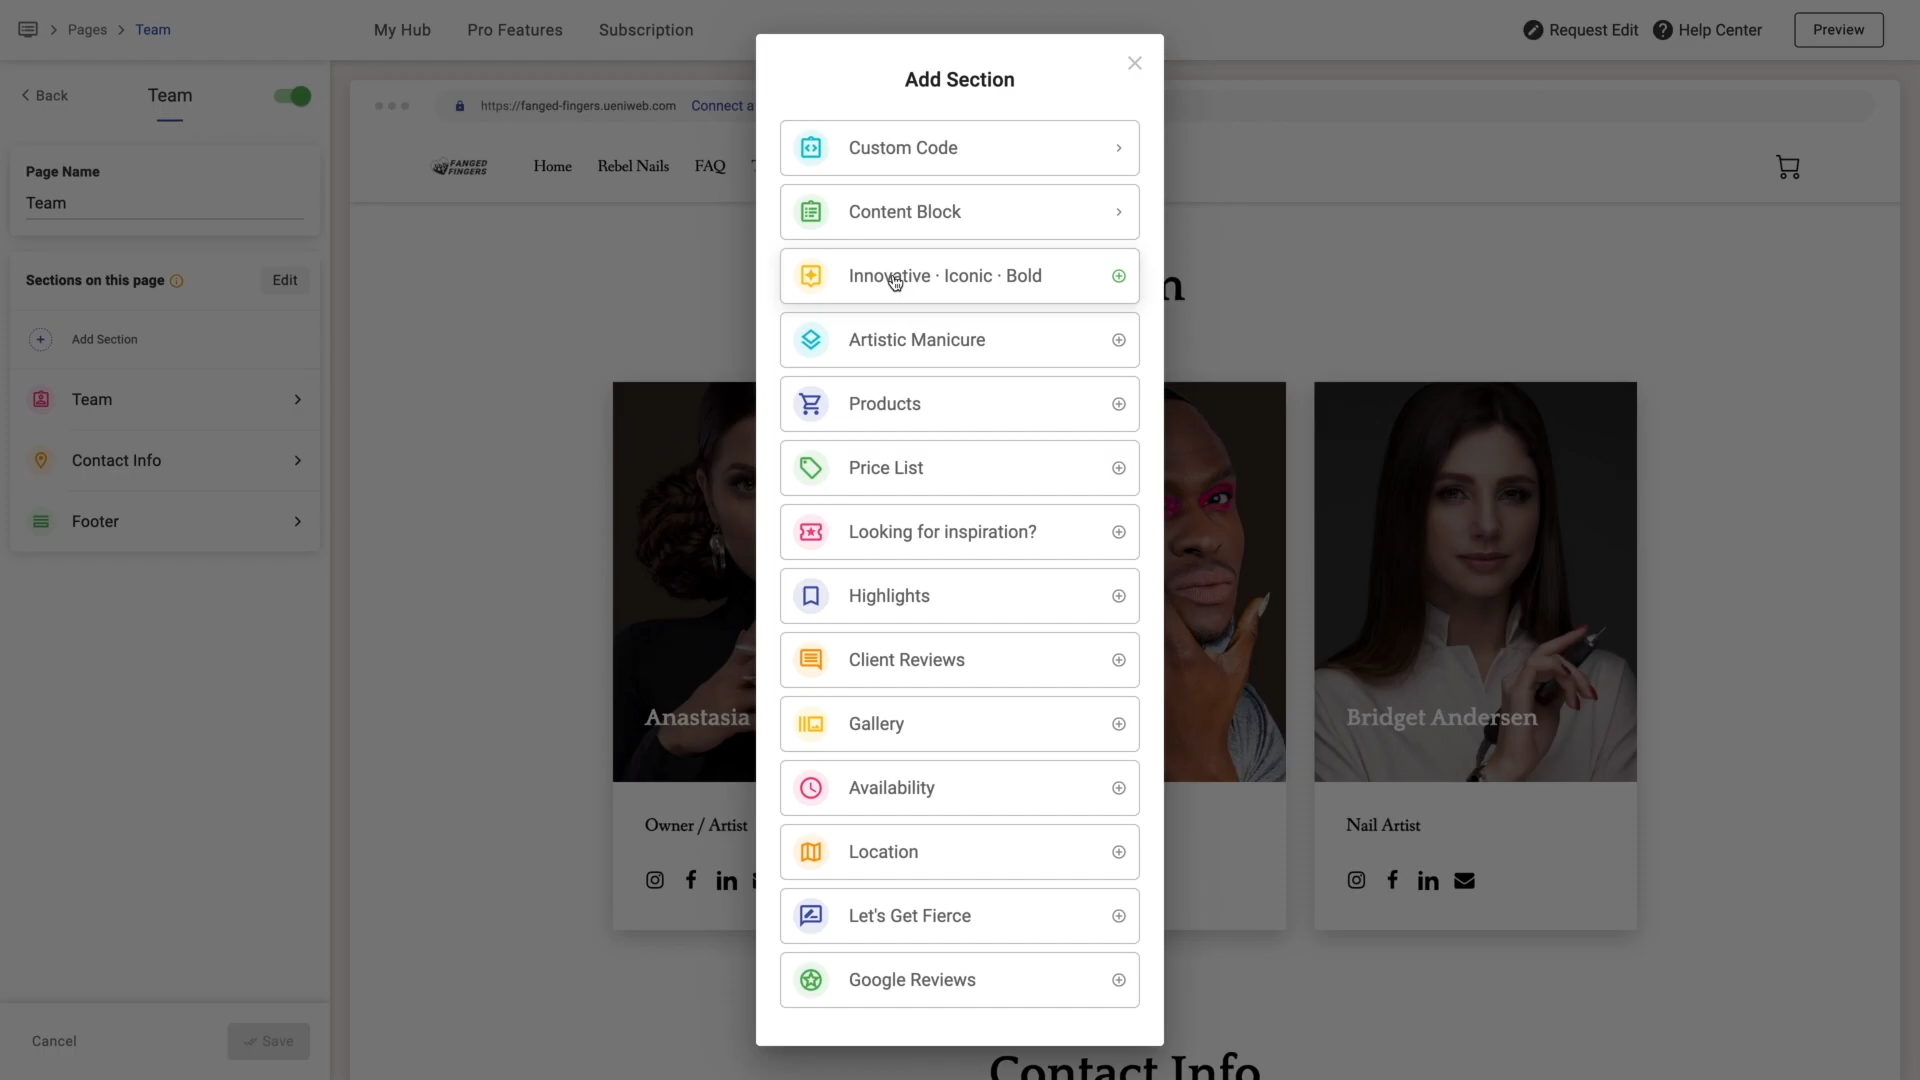 Pages
Team
My Hub
Pro Features
Subscription
Request Edit
Help Center
Preview
Back
Team
Page Name
Team
Sections on this page
Edit
Add Section
Team
Contact Info
Footer
Cancel
Save
https://fanged-fingers.ueniweb.com
Connect a
FANGED
FINGERS
Home
Rebel Nails
FAQ
Add Section
Custom Code
Content Block
Innovative · Iconic · Bold
Artistic Manicure
Products
Price List
Looking for inspiration?
Highlights
Client Reviews
Gallery
Availability
Location
Let's Get Fierce
Google Reviews
Anastasia
Bridget Andersen
Owner / Artist
Nail Artist
Contact Info